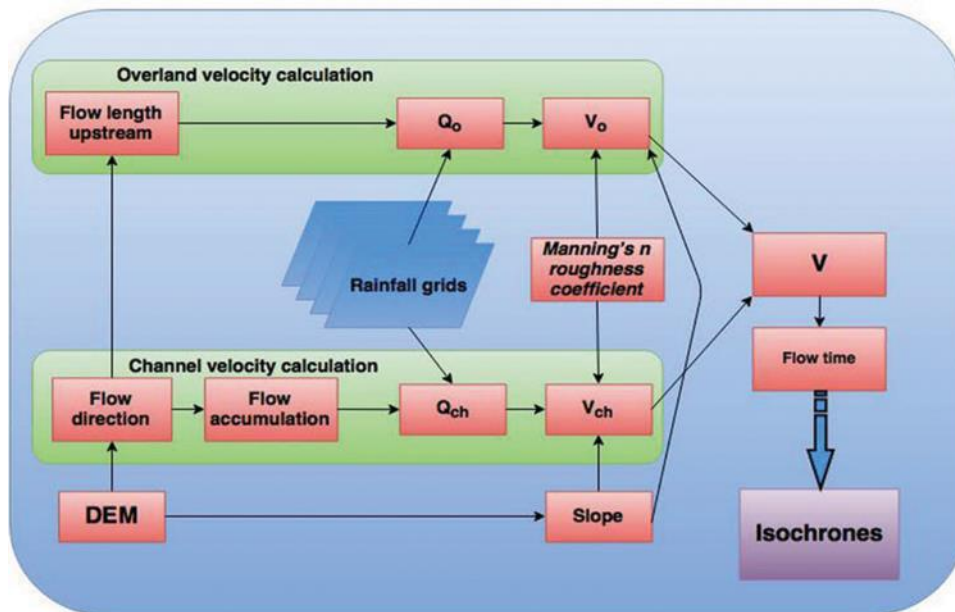 Overland velocity calculation
Flow length
upstream
Qo
Vo
Rainfall grids
Manning's n
roughness
coefficient
V
Flow time
Channel velocity calculation
Flow
direction
Flow
accumulation
Qch
Vch
DEM
Slope
Isochrones